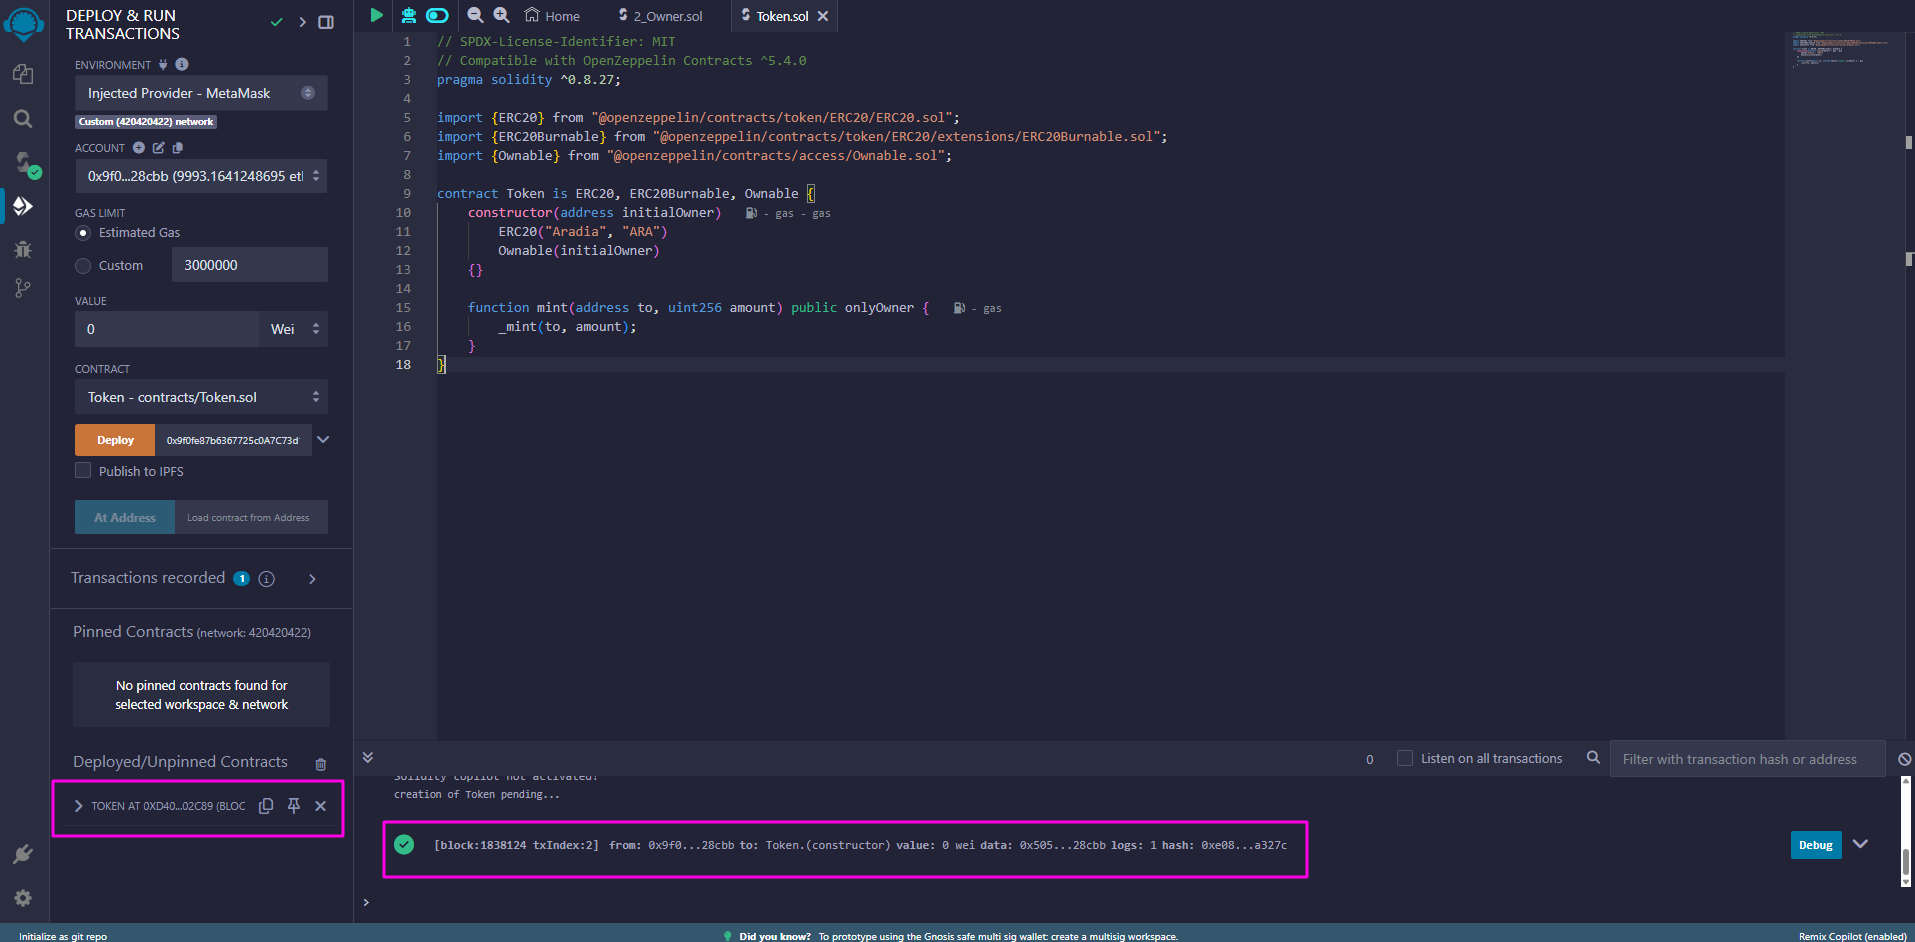 DEPLOY & RUN
TRANSACTIONS
ENVIRONMENT
Injected Provider - MetaMask
Custom (420420422) network
ACCOUNT
0x9f0...28cbb (9993.1641248695 etl
GAS LIMIT
Estimated Gas
Custom
3000000
VALUE
0
Wei
CONTRACT
Token - contracts/Token.sol
Deploy
0x9f0fe87b6367725c0A7C73d
Publish to IPFS
At Address
Load contract from Address
Transactions recorded 1
Pinned Contracts (network: 420420422)
No pinned contracts found for
selected workspace & network
Deployed/Unpinned Contracts
TOKEN AT 0XD40...02C89 (BLOC
Home
2_Owner.sol
Token.sol
1 // SPDX-License-Identifier: MIT
2 // Compatible with OpenZeppelin Contracts ^5.4.0
3 pragma solidity ^0.8.27;
4
5 import {ERC20} from "@openzeppelin/contracts/token/ERC20/ERC20.sol";
6 import {ERC20Burnable} from "@openzeppelin/contracts/token/ERC20/extensions/ERC20Burnable.sol";
7 import {Ownable} from "@openzeppelin/contracts/access/Ownable.sol";
8
9 contract Token is ERC20, ERC20Burnable, Ownable {
10 constructor(address initialOwner) - gas - gas
11 ERC20("Aradia", "ARA")
12 Ownable(initialOwner)
13 {}
14
15 function mint(address to, uint256 amount) public onlyOwner { - gas
16 _mint(to, amount);
17 }
18 }
0
Listen on all transactions
Filter with transaction hash or address
Solidity copilot not activated!
creation of Token pending...
[block:1838124 txIndex:2] from: 0x9f0...28cbb to: Token.(constructor) value: 0 wei data: 0x505...28cbb logs: 1 hash: 0xe08...a327c
Debug
>
Initialize as git repo
Did you know? To prototype using the Gnosis safe multi sig wallet: create a multisig workspace.
Remix Copilot (enabled)